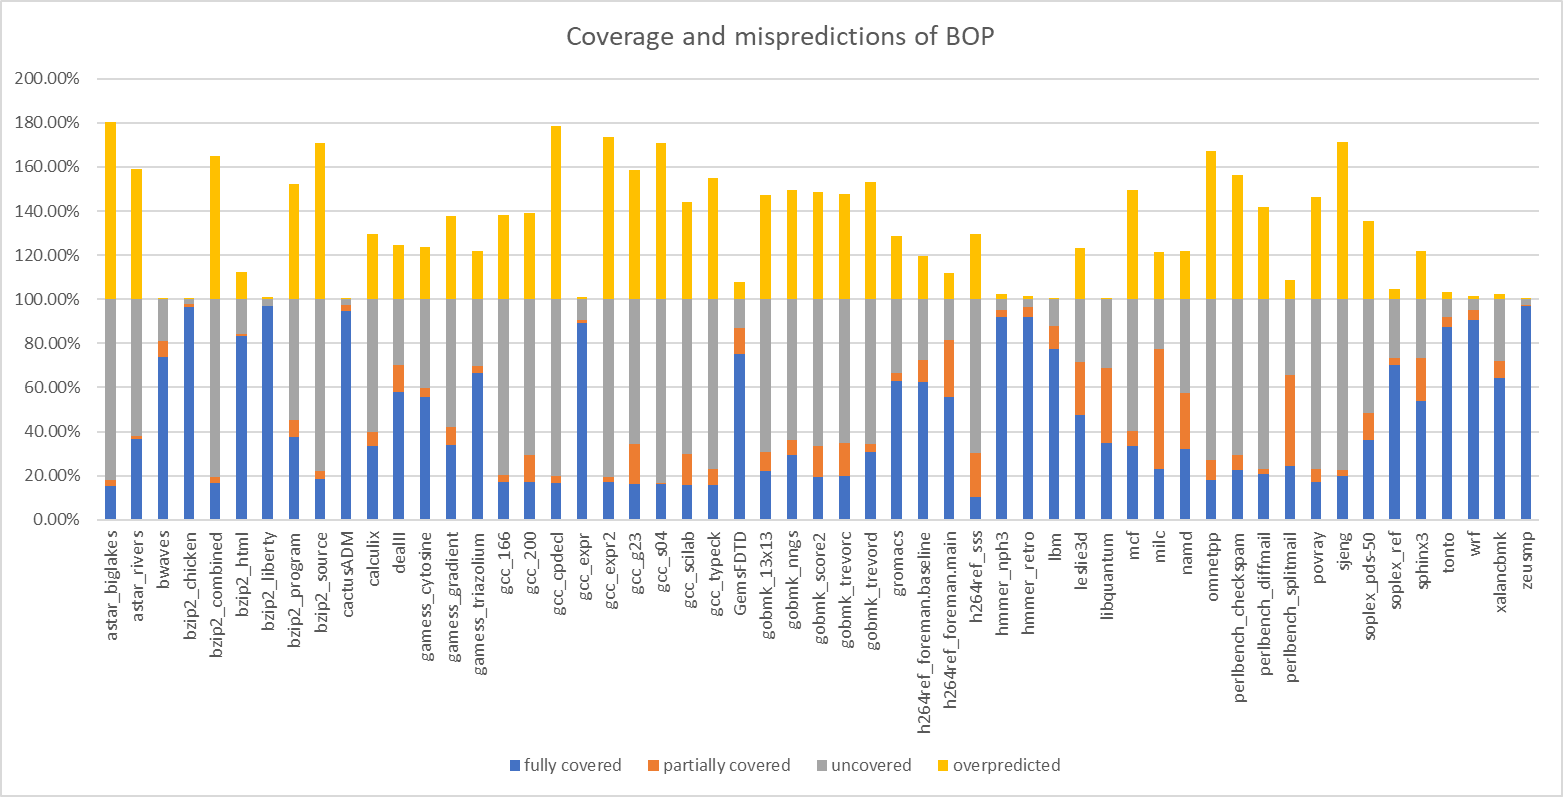 Coverage and mispredictions of BOP
200.00%
180.00%
160.00%
140.00%
120.00%
100.00%
80.00%
60.00%
40.00%
20.00%
0.00%
astar_biglakes
astar_rivers
bwaves
bzip2_chicken
bzip2_combined
bzip2_html
bzip2_liberty
bzip2_program
bzip2_source
cactusADM
calculix
dealII
gamess_cytosine
gamess_gradient
gamess_triazolium
gcc_166
gcc_200
gcc_cpdecl
gcc_expr
gcc_expr2
gcc_g23
gcc_s04
gcc_scilab
gcc_typeck
GemsFDTD
gobmk_13x13
gobmk_nngs
gobmk_score2
gobmk_trevorc
gobmk_trevord
gromacs
h264ref_foreman.baseline
h264ref_foreman.main
h264ref_sss
hmmer_nph3
hmmer_retro
lbm
leslie3d
libquantum
mcf
milc
namd
omnetpp
perlbench_checkspam
perlbench_diffmail
perlbench_splitmail
povray
sjeng
soplex_pds-50
soplex_ref
sphinx3
tonto
wrf
xalancbmk
zeusmp
fully covered
partially covered
uncovered
overpredicted